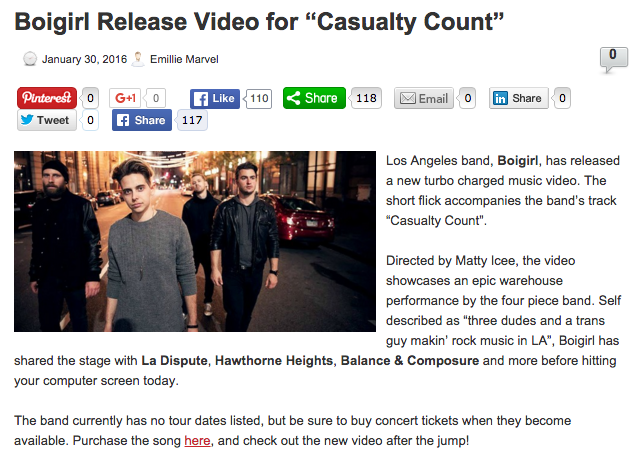 Boigirl Release Video for “Casualty Count”
January 30, 2016 Emillie Marvel
0
Pinterest 0 G+1 0 Like 110 Share 118 Email 0 Share 0
Tweet 0 Share 117
Los Angeles band, Boigirl, has released
a new turbo charged music video. The
short flick accompanies the band’s track
“Casualty Count”.
Directed by Matty Icee, the video
showcases an epic warehouse
performance by the four piece band. Self
described as “three dudes and a trans
guy makin’ rock music in LA”, Boigirl has
shared the stage with La Dispute, Hawthorne Heights, Balance & Composure and more before hitting
your computer screen today.
The band currently has no tour dates listed, but be sure to buy concert tickets when they become
available. Purchase the song here, and check out the new video after the jump!